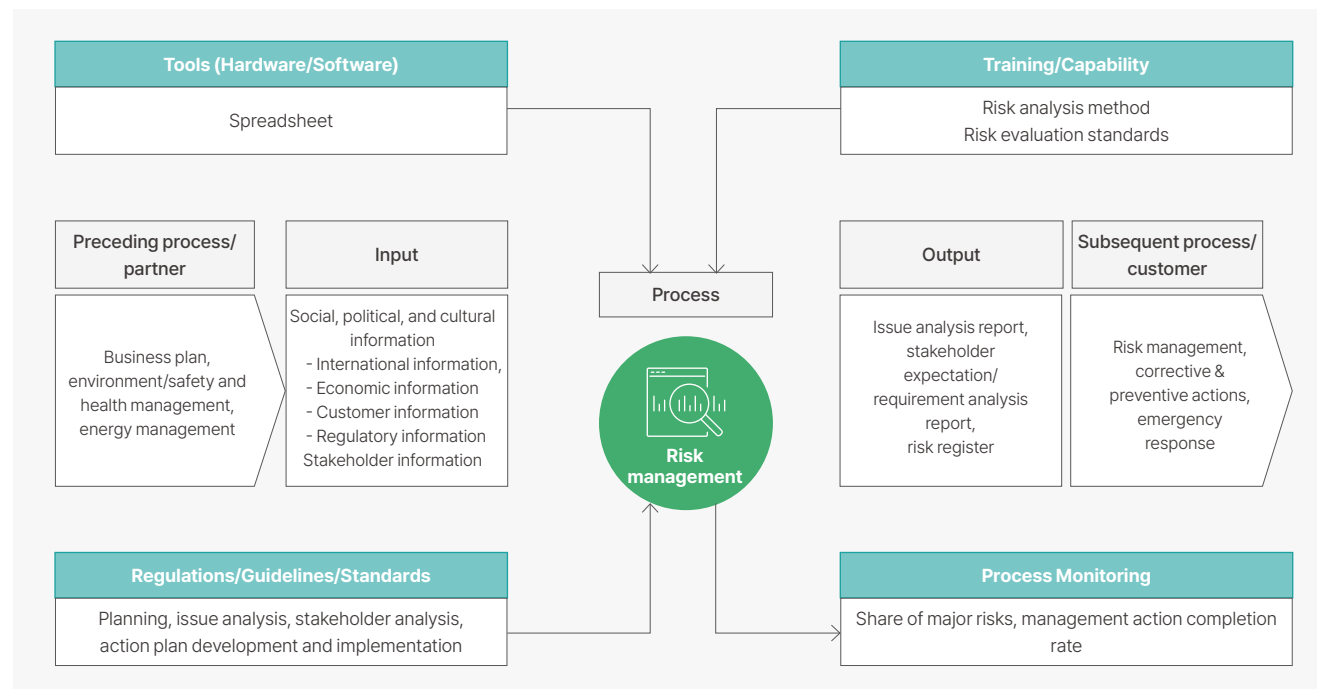 Tools (Hardware/Software)
Spreadsheet
Training/Capability
Risk analysis method
Risk evaluation standards
Preceding process/
partner
Business plan,
environment/safety and
health management,
energy management
Input
Social, political, and cultural
information
- International information,
- Economic information
- Customer information
- Regulatory information
Stakeholder information
Process
Risk
management
Output
Issue analysis report,
stakeholder
expectation/
requirement analysis
report,
risk register
Subsequent process/
customer
Risk management,
corrective &
preventive actions,
emergency
response
Regulations/Guidelines/Standards
Planning, issue analysis, stakeholder analysis,
action plan development and implementation
Process Monitoring
Share of major risks, management action completion
rate